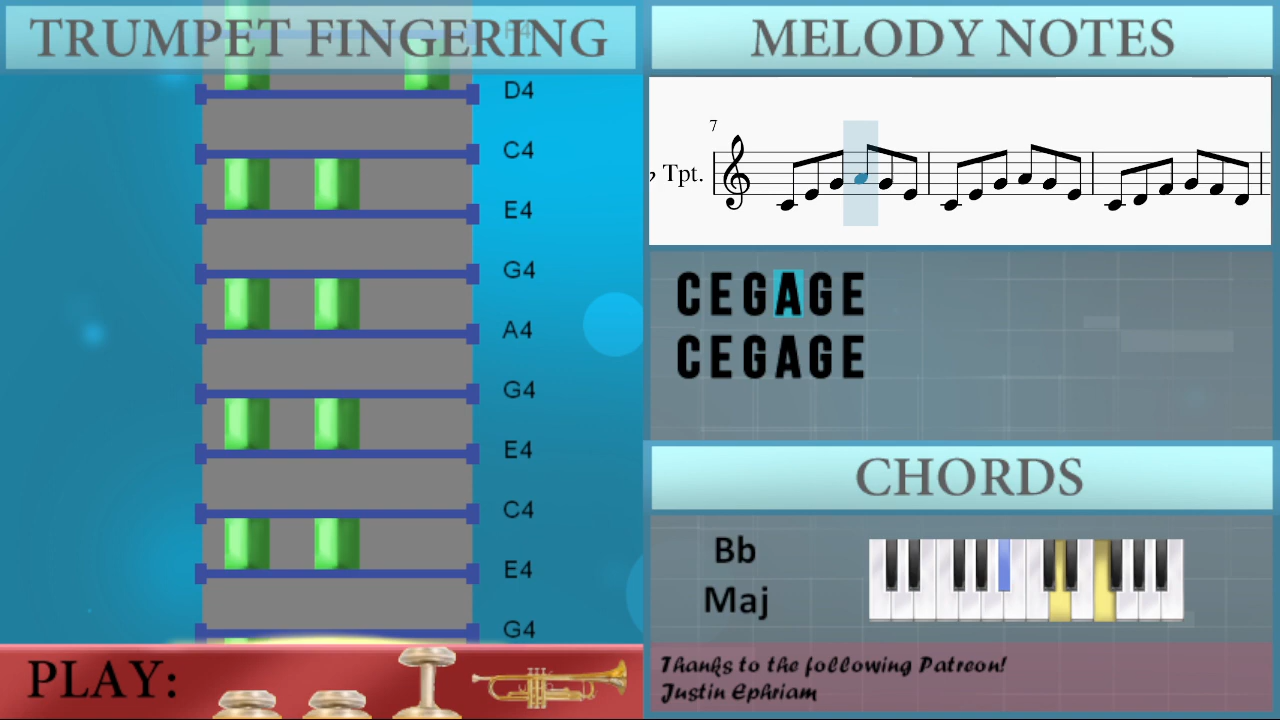 TRUMPET FINGERING
F4
D4
C4
E4
G4
A4
G4
E4
C4
E4
G4
PLAY:
MELODY NOTES
7
♭ Tpt.
CEGAGE
CEGAGE
CHORDS
Bb
Maj
Thanks to the following Patreon!
Justin Ephriam